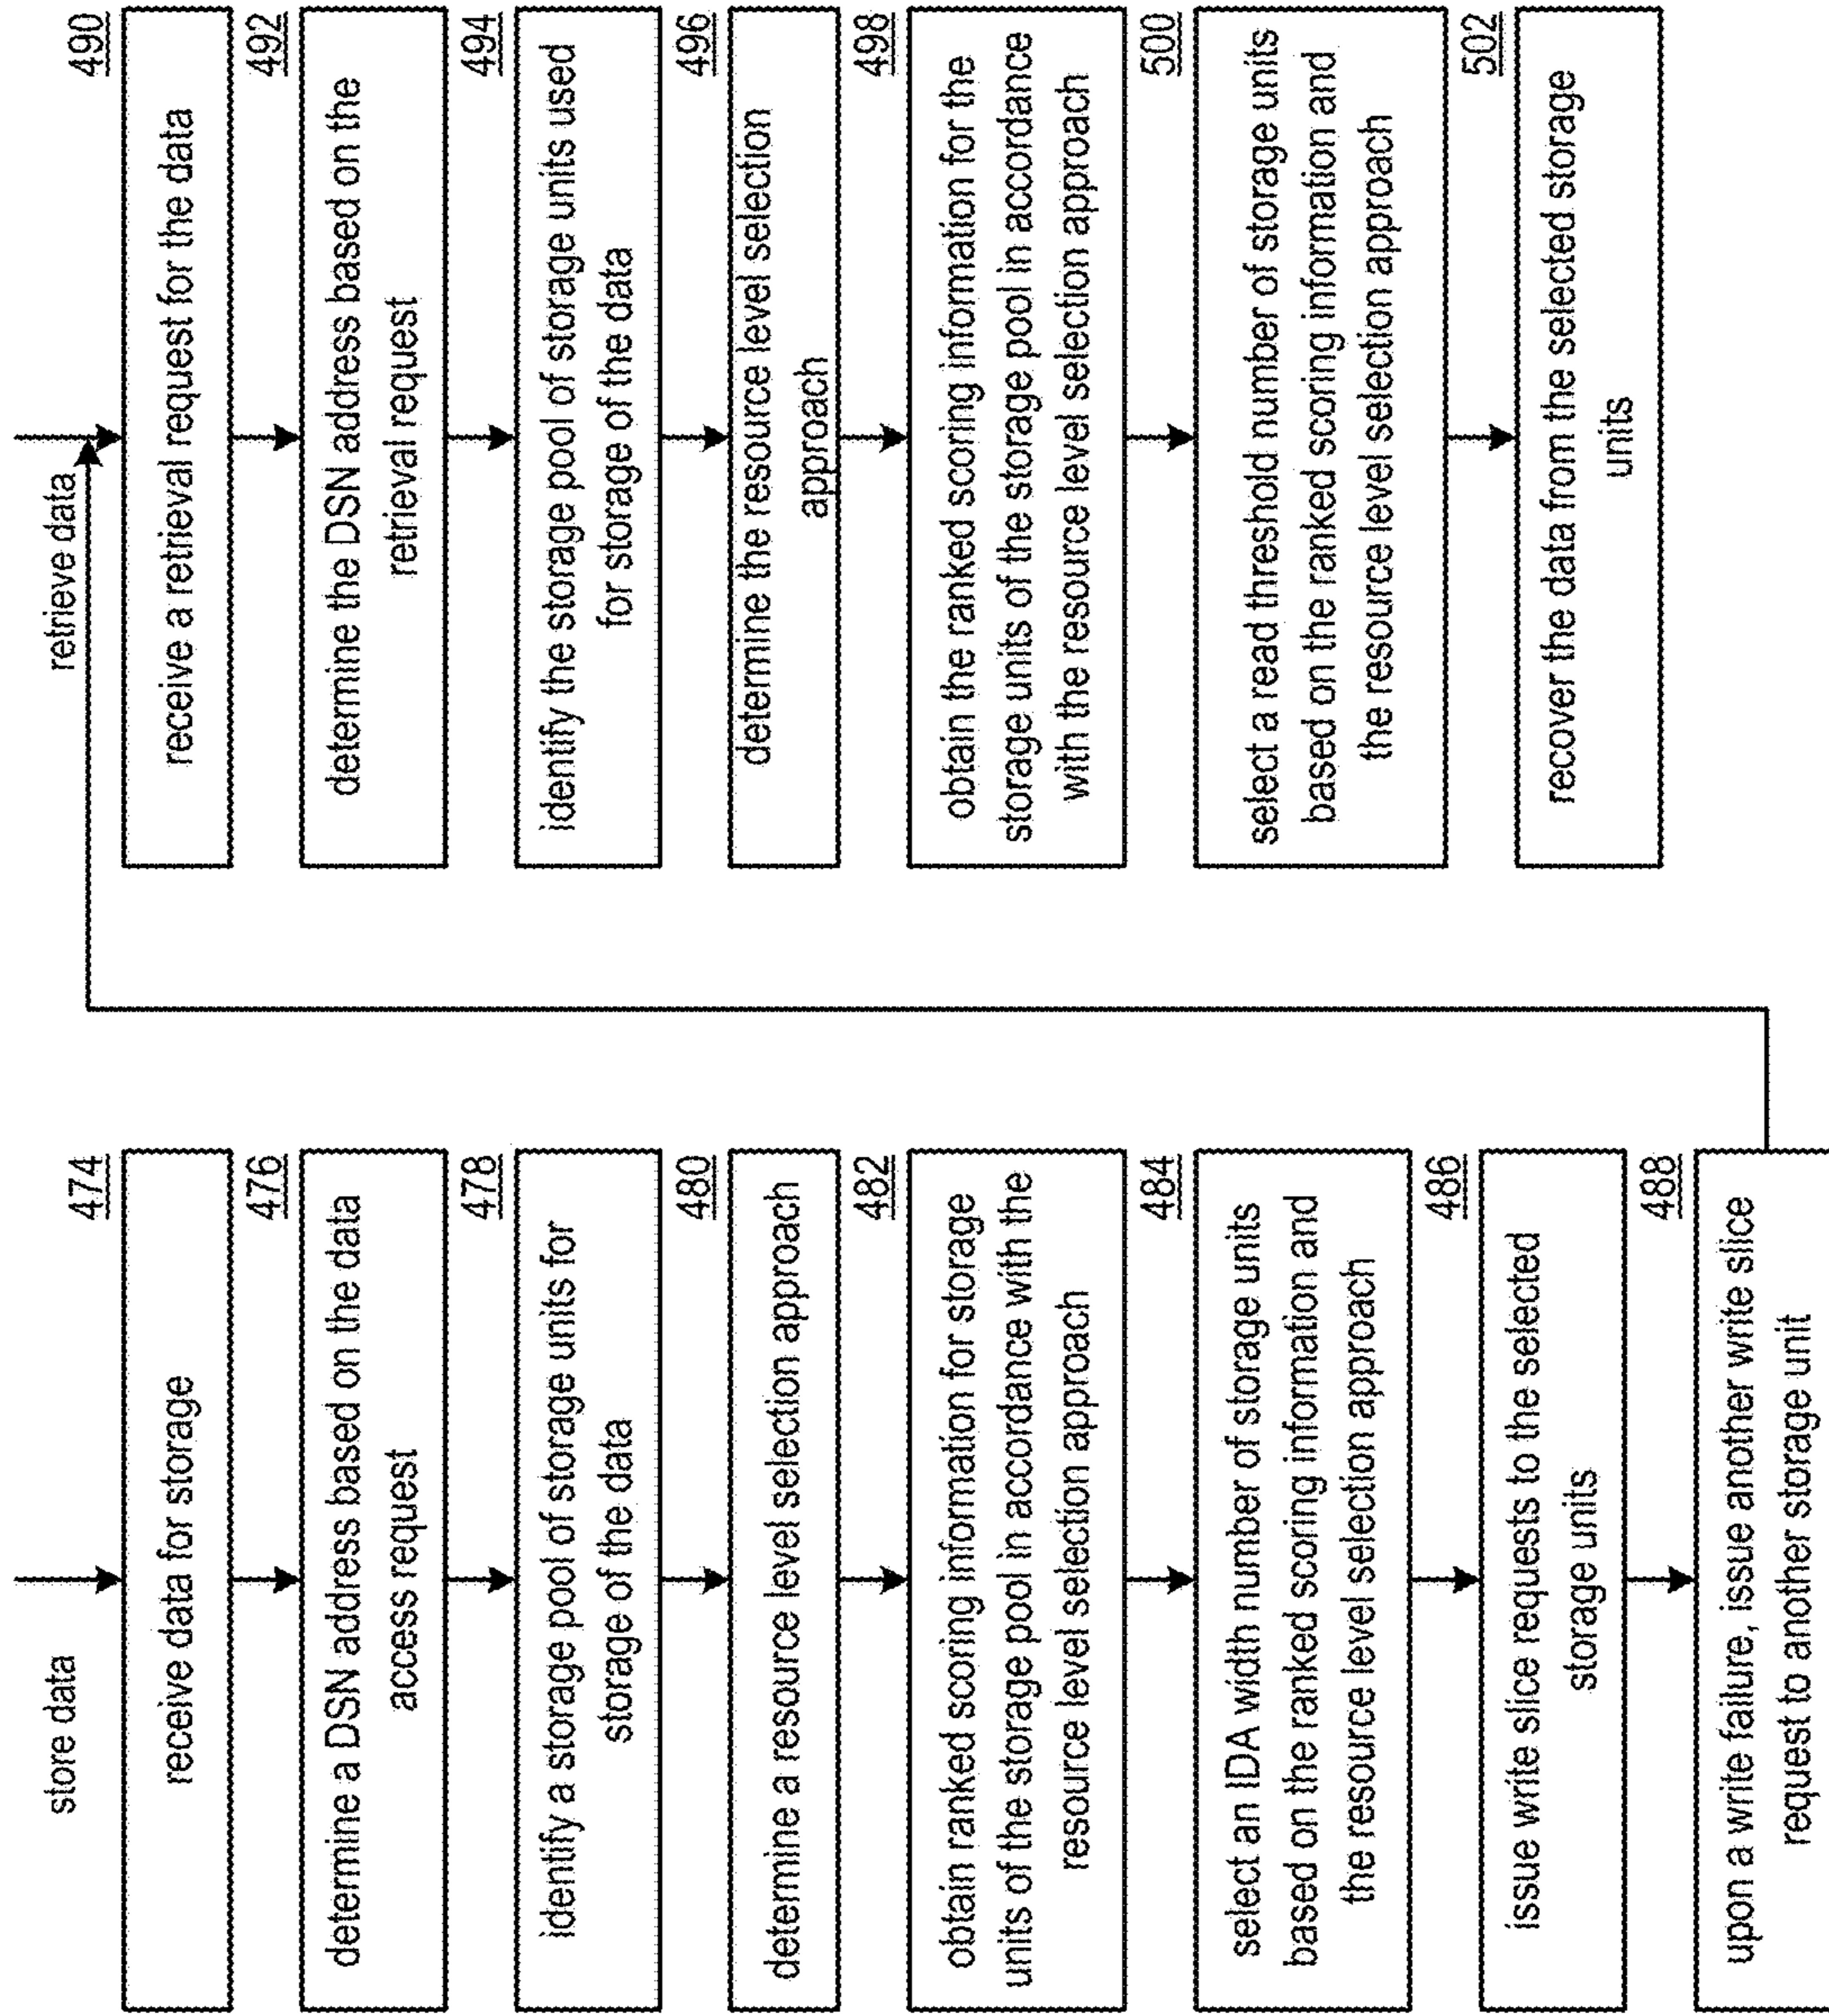 store data
474
receive data for storage
476
determine a DSN address based on the data
access request
478
identify a storage pool of storage units for
storage of the data
480
determine a resource level selection approach
482
obtain ranked scoring information for storage
units of the storage pool in accordance with the
resource level selection approach
484
select an IDA width number of storage units
based on the ranked scoring information and
the resource level selection approach
486
issue write slice requests to the selected
storage units
488
upon a write failure, issue another write slice
request to another storage unit
retrieve data
490
receive a retrieval request for the data
492
determine the DSN address based on the
retrieval request
494
identify the storage pool of storage units used
for storage of the data
496
determine the resource level selection
approach
498
obtain the ranked scoring information for the
storage units of the storage pool in accordance
with the resource level selection approach
500
select a read threshold number of storage units
based on the ranked scoring information and
the resource level selection approach
502
recover the data from the selected storage
units